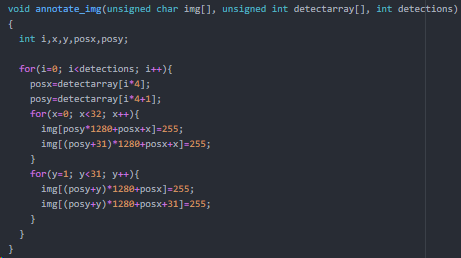 void annotate_img(unsigned char img[], unsigned int detectarray[], int detections)
{
  int i,x,y,posx,posy;

  for(i=0; i<detections; i++){
    posx=detectarray[i*4];
    posy=detectarray[i*4+1];
    for(x=0; x<32; x++){
      img[posy*1280+posx+x]=255;
      img[(posy+31)*1280+posx+x]=255;
    }
    for(y=1; y<31; y++){
      img[(posy+y)*1280+posx]=255;
      img[(posy+y)*1280+posx+31]=255;
    }
  }
}